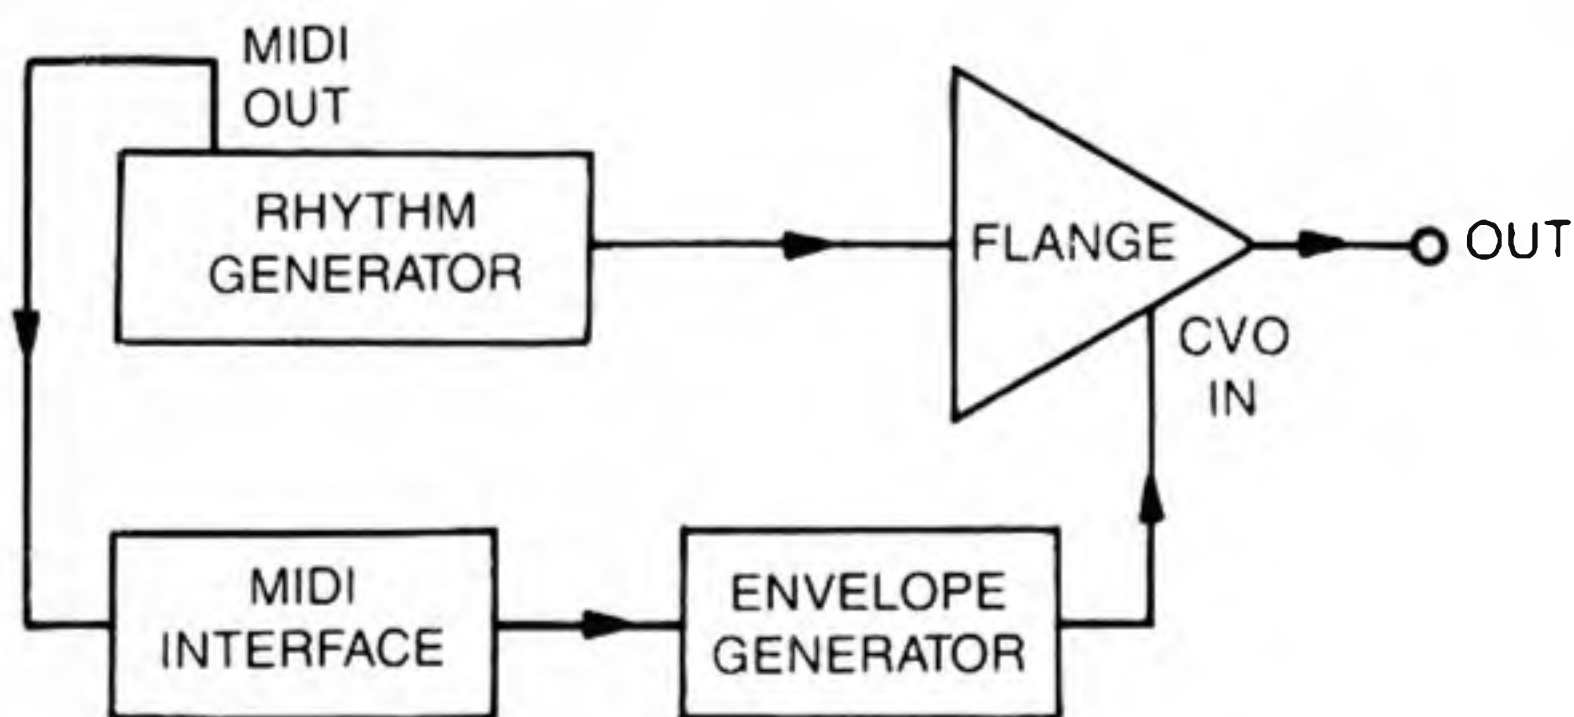 MIDI
OUT
RHYTHM
GENERATOR
FLANGE
OUT
CVO
IN
MIDI
INTERFACE
ENVELOPE
GENERATOR